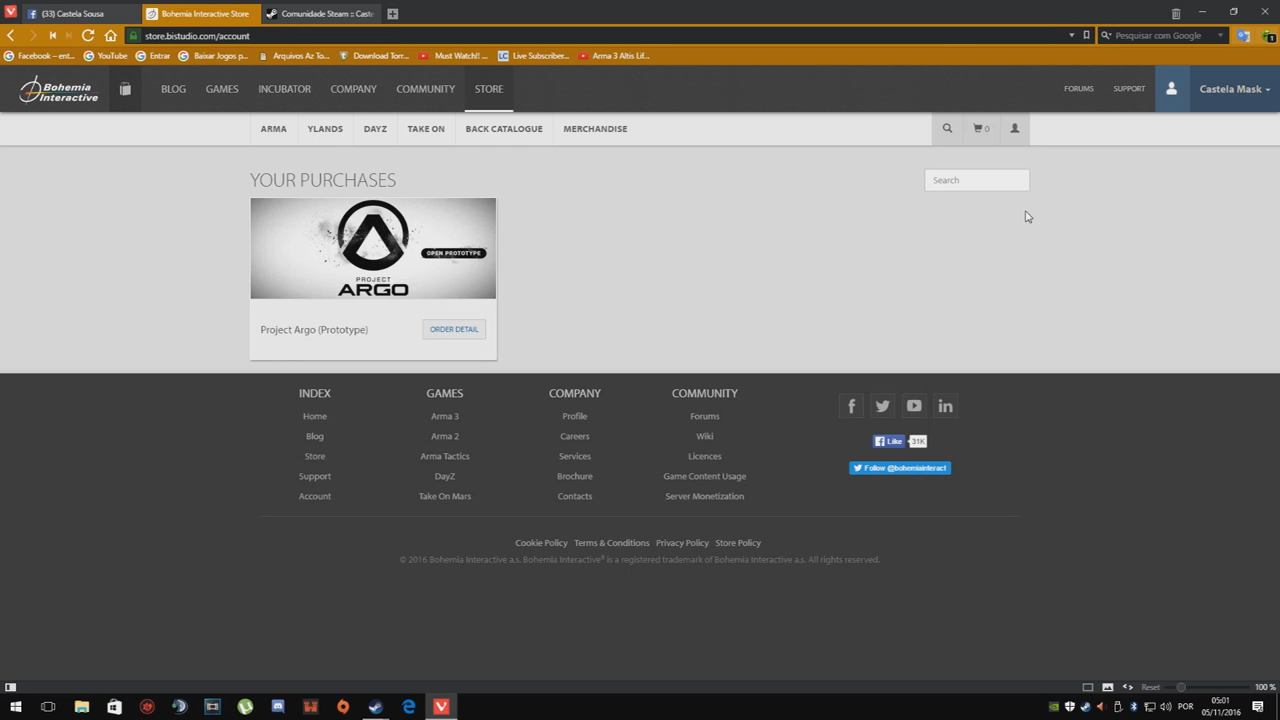 (33) Castela Sousa
Bohemia Interactive Store
Comunidade Steam :: Caste
store.bistudio.com/account
Pesquisar com Google
Facebook – ent...
YouTube
Entrar
Baixar Jogos p...
Arquivos Az To...
Download Torr...
Must Watch!! ...
Live Subscriber...
Arma 3 Altis Lif...
Bohemia Interactive
BLOG
GAMES
INCUBATOR
COMPANY
COMMUNITY
STORE
FORUMS
SUPPORT
Castela Mask
ARMA
YLANDS
DAYZ
TAKE ON
BACK CATALOGUE
MERCHANDISE
0
YOUR PURCHASES
Search
OPEN PROTOTYPE
PROJECT
ARGO
Project Argo (Prototype)
ORDER DETAIL
INDEX
Home
Blog
Store
Support
Account
GAMES
Arma 3
Arma 2
Arma Tactics
DayZ
Take On Mars
COMPANY
Profile
Careers
Services
Brochure
Contacts
COMMUNITY
Forums
Wiki
Licences
Game Content Usage
Server Monetization
Like
31K
Follow @bohemiainteract
Cookie Policy Terms & Conditions Privacy Policy Store Policy
© 2016 Bohemia Interactive a.s. Bohemia Interactive® is a registered trademark of Bohemia Interactive a.s. All rights reserved.
Reset
100 %
POR
05:01
05/11/2016